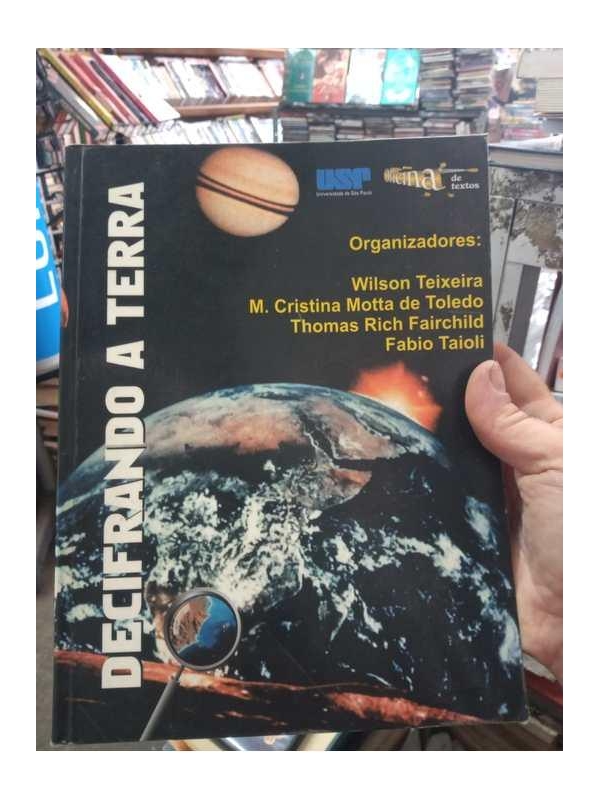 DECIFRANDO A TERRA
USP
Universidade de São Paulo
de
textos
Organizadores:
Wilson Teixeira
M. Cristina Motta de Toledo
Thomas Rich Fairchild
Fabio Taioli